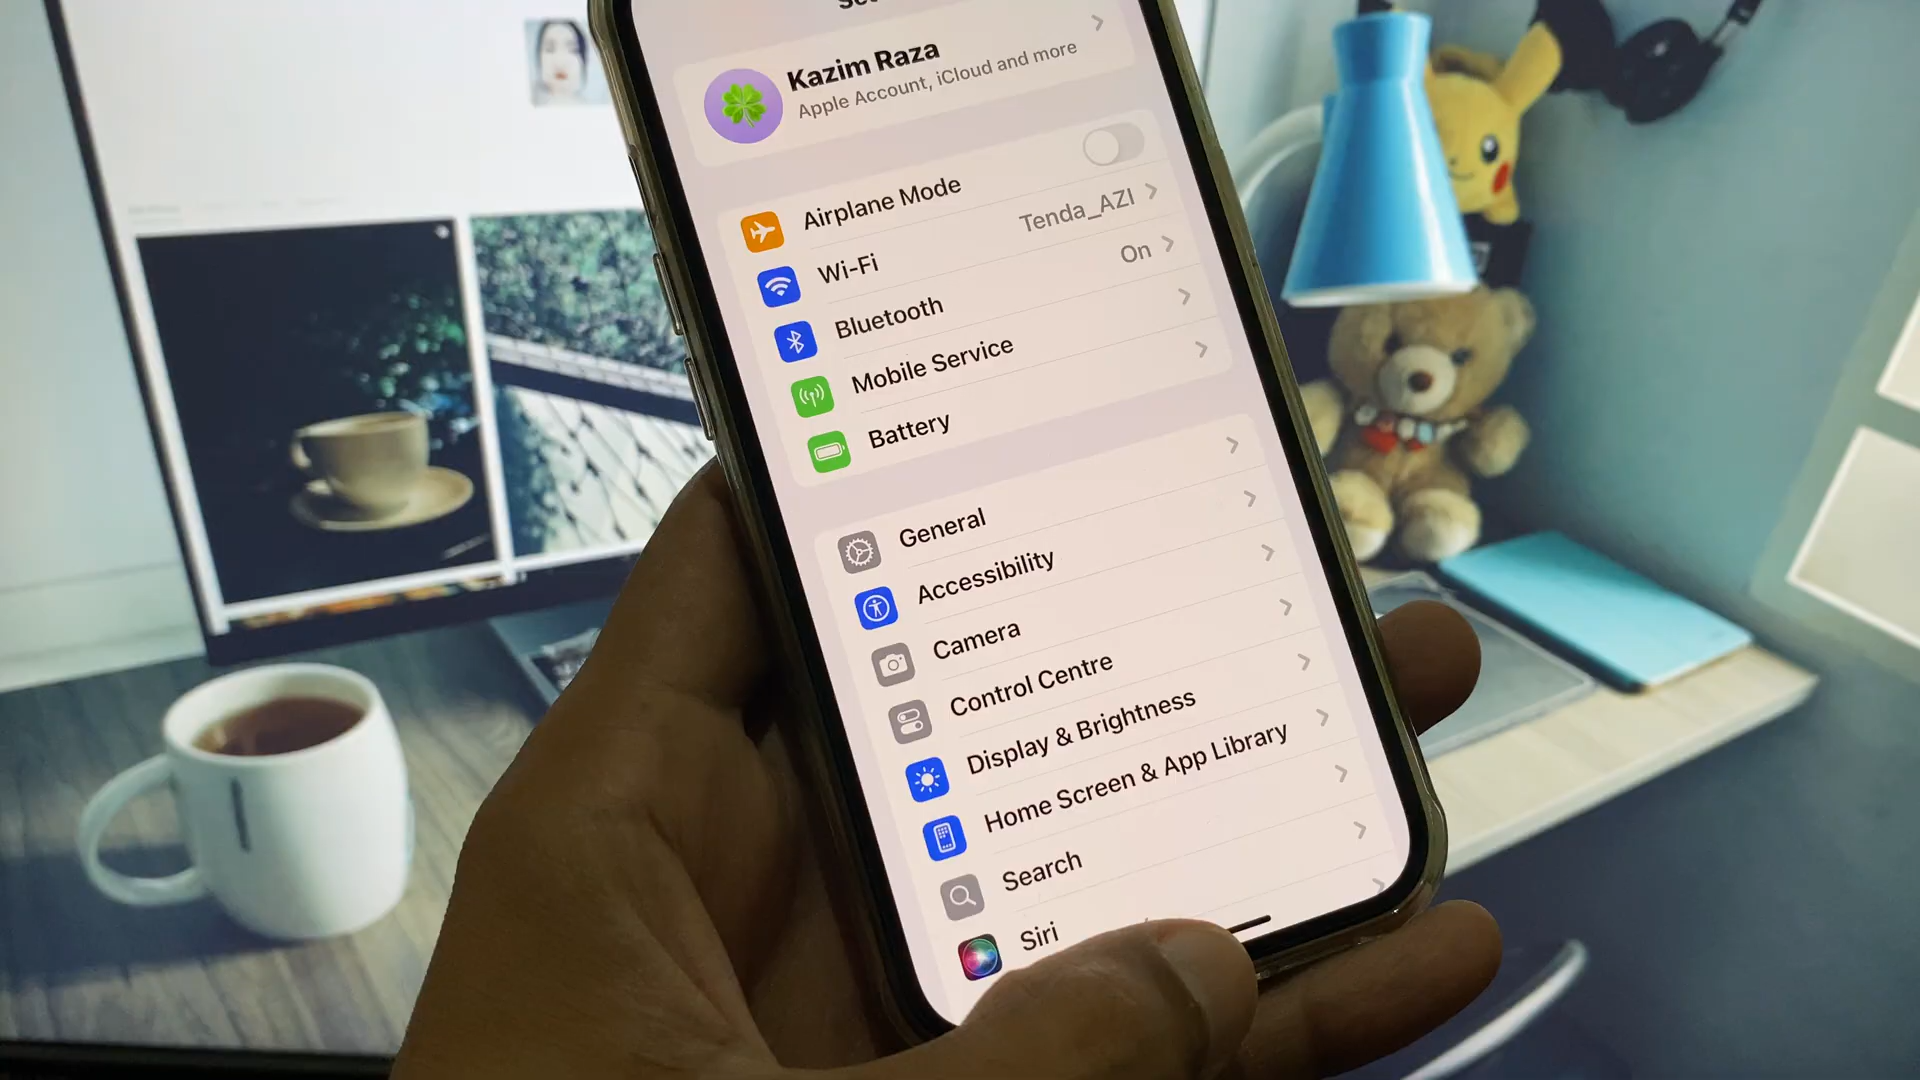 Kazim Raza
Apple Account, iCloud and more
Airplane Mode
Wi-Fi
Tenda_AZI
Bluetooth
On
Mobile Service
Battery
General
Accessibility
Camera
Control Centre
Display & Brightness
Home Screen & App Library
Search
Siri